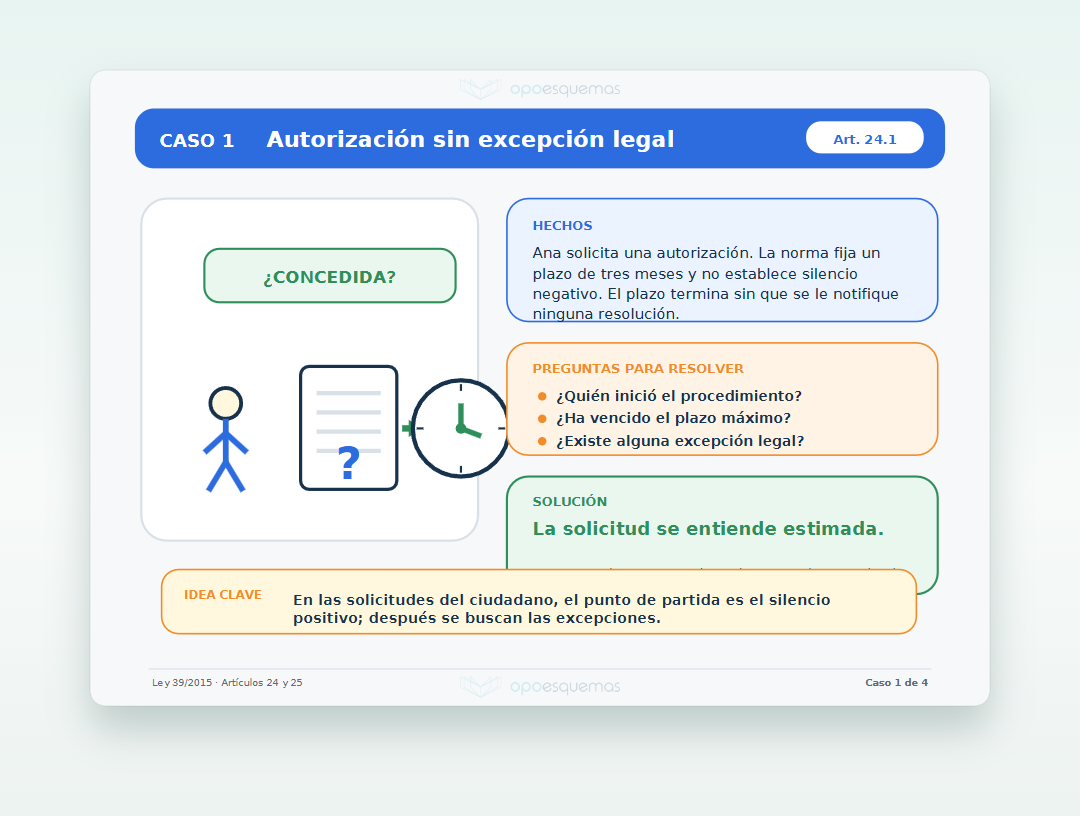 opoesquemas
CASO 1 Autorización sin excepción legal Art. 24.1
¿CONCEDIDA?
?
HECHOS
Ana solicita una autorización. La norma fija un
plazo de tres meses y no establece silencio
negativo. El plazo termina sin que se le notifique
ninguna resolución.
PREGUNTAS PARA RESOLVER
¿Quién inició el procedimiento?
¿Ha vencido el plazo máximo?
¿Existe alguna excepción legal?
SOLUCIÓN
La solicitud se entiende estimada.
IDEA CLAVE
En las solicitudes del ciudadano, el punto de partida es el silencio
positivo; después se buscan las excepciones.
Ley 39/2015 · Artículos 24 y 25
opoesquemas
Caso 1 de 4